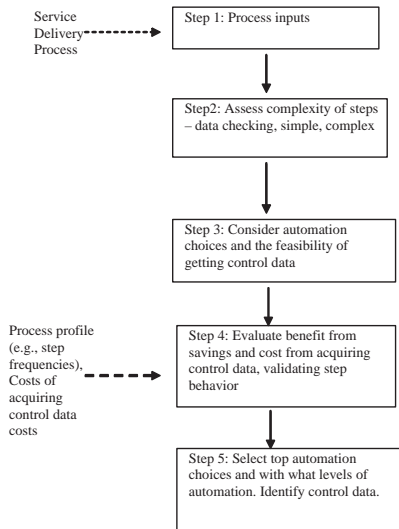 Service
Delivery
Process
Step 1: Process inputs
Step2: Assess complexity of steps
– data checking, simple, complex
Step 3: Consider automation
choices and the feasibility of
getting control data
Process profile
(e.g., step
frequencies),
Costs of
acquiring
control data
costs
Step 4: Evaluate benefit from
savings and cost from acquiring
control data, validating step
behavior
Step 5: Select top automation
choices and with what levels of
automation. Identify control data.